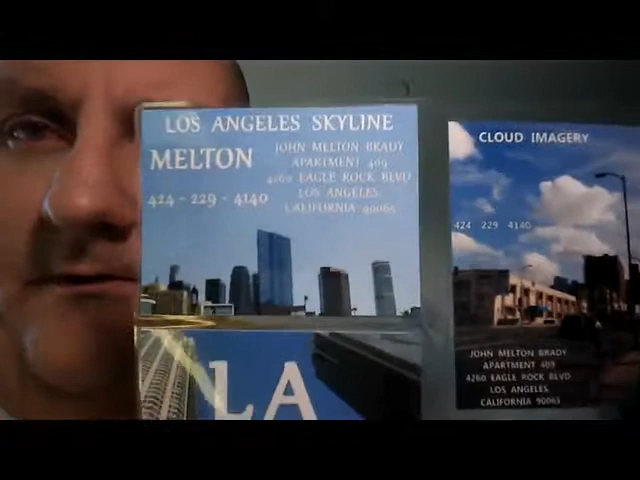 LOS ANGELES SKYLINE
MELTON
424 - 229 - 4140
JOHN MELTON BRADY
APARTMENT 409
4260 EAGLE ROCK BLVD
LOS ANGELES
CALIFORNIA 90065
LA
CLOUD IMAGERY
424 229 4140
JOHN MELTON BRADY
APARTMENT 409
4260 EAGLE ROCK BLVD
LOS ANGELES
CALIFORNIA 90065